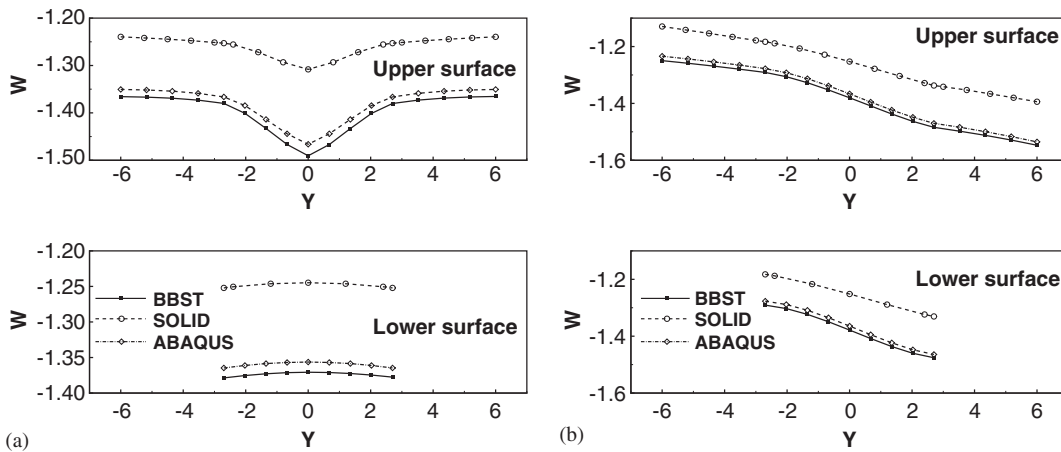 -1.20
-1.30
-1.40
-1.50
W
Upper surface
-6 -4 -2 0 2 4 6
Y
-1.20
-1.25
-1.30
-1.35
-1.40
W
BBST
SOLID
ABAQUS
Lower surface
-6 -4 -2 0 2 4 6
Y
(a)
-1.2
-1.4
-1.6
W
Upper surface
-6 -4 -2 0 2 4 6
Y
-1.2
-1.4
-1.6
W
BBST
SOLID
ABAQUS
Lower surface
-6 -4 -2 0 2 4 6
Y
(b)